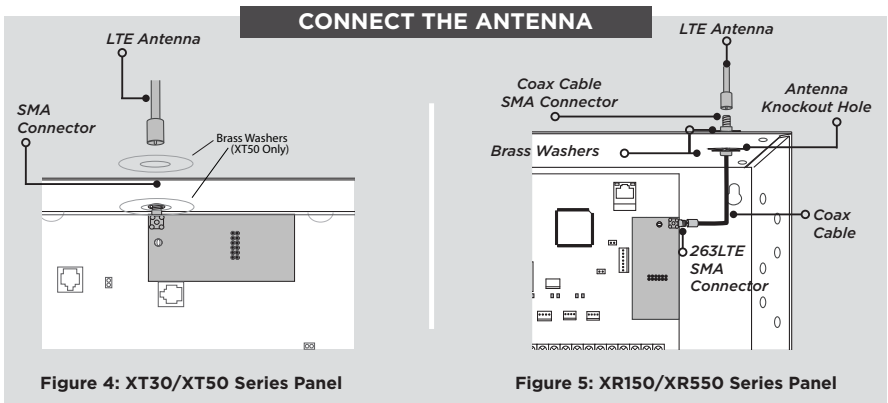 CONNECT THE ANTENNA
LTE Antenna
SMA
Connector
Brass Washers
(XT50 Only)
Figure 4: XT30/XT50 Series Panel
LTE Antenna
Coax Cable
SMA Connector
Antenna
Knockout Hole
Brass Washers
Coax
Cable
263LTE
SMA
Connector
Figure 5: XR150/XR550 Series Panel